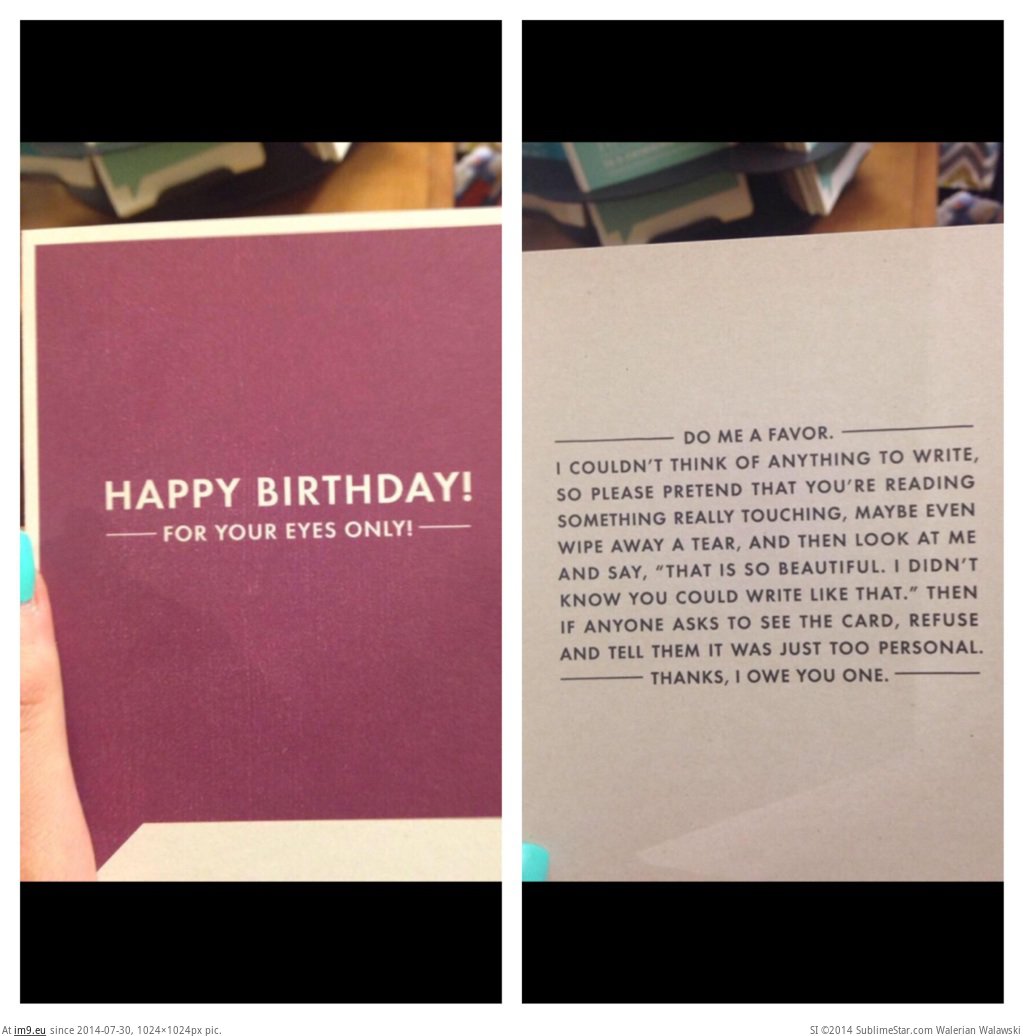 HAPPY BIRTHDAY!
FOR YOUR EYES ONLY!
DO ME A FAVOR.
I COULDN'T THINK OF ANYTHING TO WRITE,
SO PLEASE PRETEND THAT YOU'RE READING
SOMETHING REALLY TOUCHING, MAYBE EVEN
WIPE AWAY A TEAR, AND THEN LOOK AT ME
AND SAY, “THAT IS SO BEAUTIFUL. I DIDN'T
KNOW YOU COULD WRITE LIKE THAT.” THEN
IF ANYONE ASKS TO SEE THE CARD, REFUSE
AND TELL THEM IT WAS JUST TOO PERSONAL.
THANKS, I OWE YOU ONE.
At im9.eu since 2014-07-30, 1024×1024px pic.
SI ©2014 SublimeStar.com Walerian Walawski